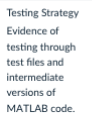 Testing Strategy
Evidence of
testing through
test files and
intermediate
versions of
MATLAB code.